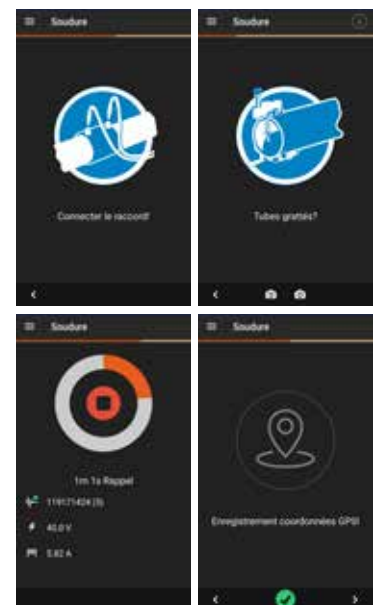 Soudure
Connecter le raccord!
Soudure
Tubes grattés?
Soudure
1m 1s Rappel
119171424 (5)
40.0 V
5.82 A
Soudure
Enregistrement coordonnées GPS!